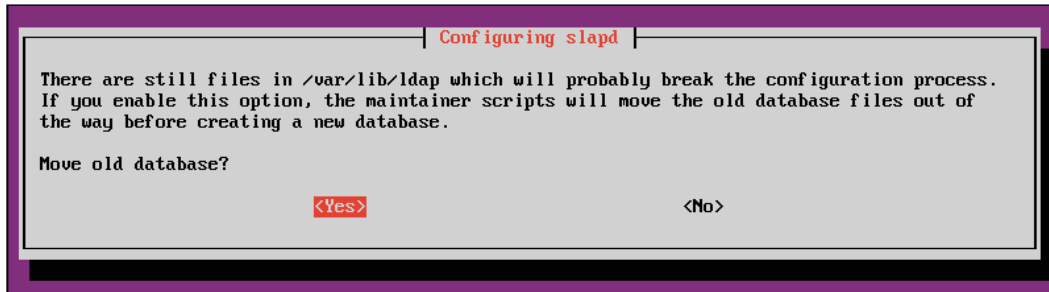 Configuring slapd
There are still files in /var/lib/ldap which will probably break the configuration process.
If you enable this option, the maintainer scripts will move the old database files out of
the way before creating a new database.
Move old database?
<Yes> <No>